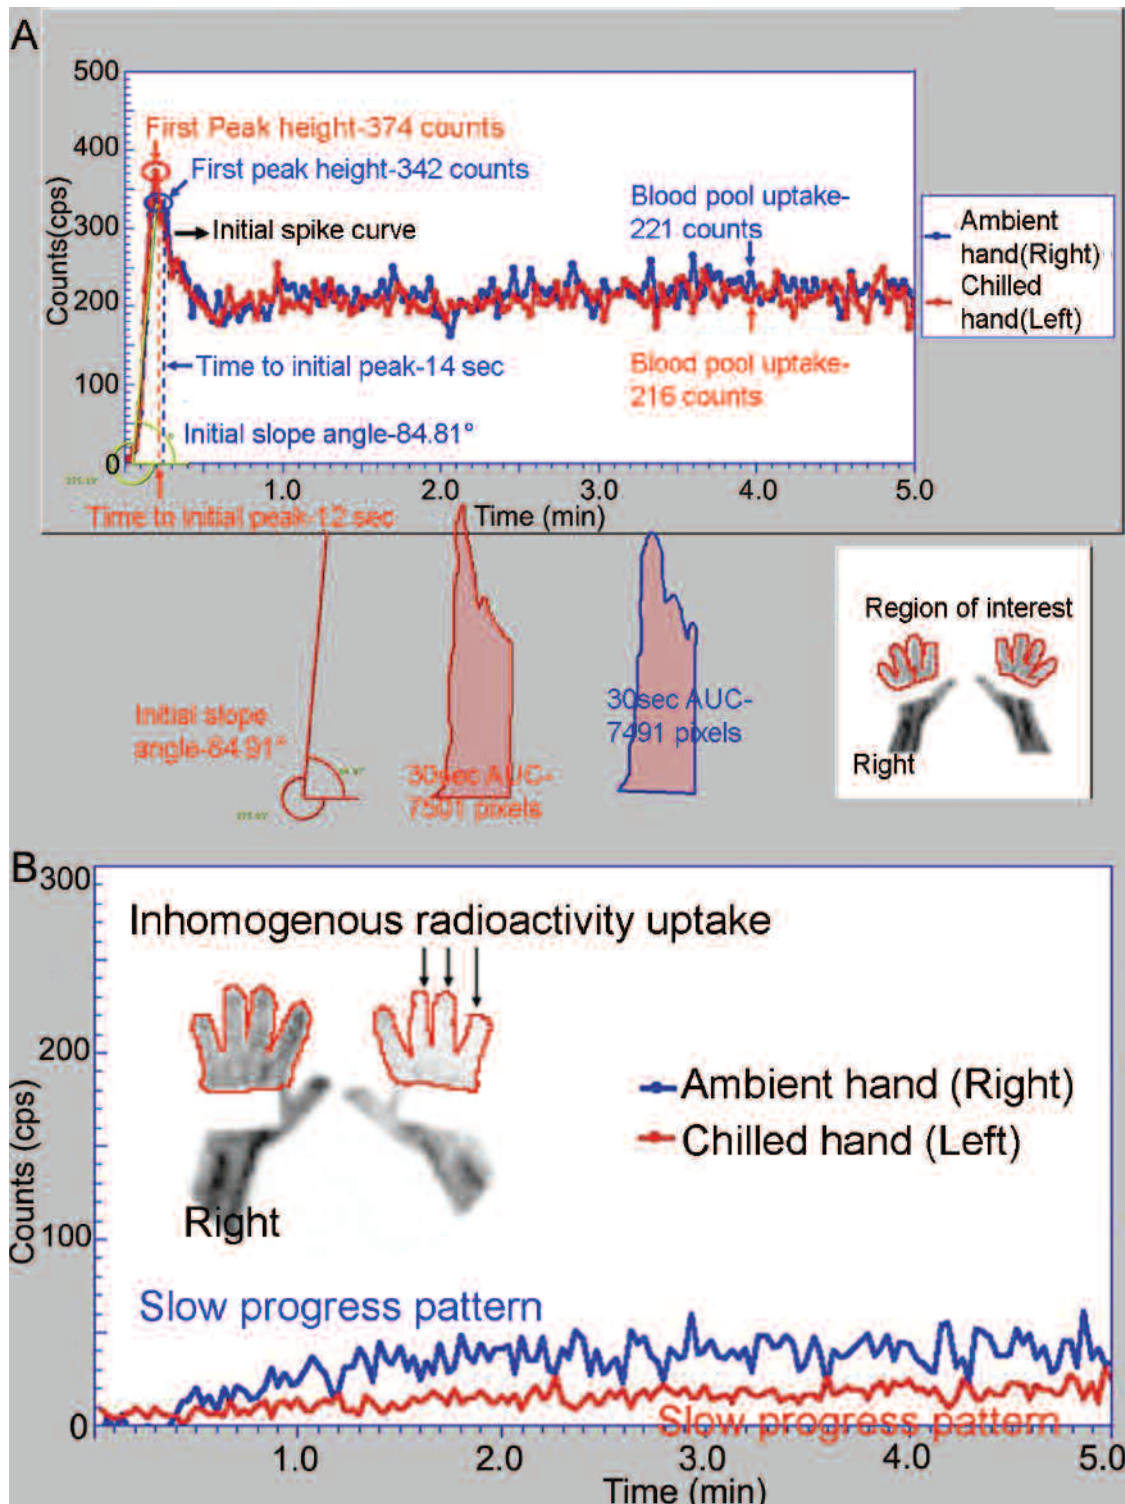 A
500
400
300
200
100
0
Counts(cps)
First Peak height-374 counts
First peak height-342 counts
Initial spike curve
Blood pool uptake-
221 counts
Ambient
hand(Right)
Chilled
hand(Left)
Time to initial peak-14 sec
Blood pool uptake-
216 counts
Initial slope angle-84.81°
1.0 2.0 3.0 4.0 5.0
Time to initial peak-12 sec
Time (min)
Region of interest
Right
Initial slope
angle-84.91°
30sec AUC-
7501 pixels
30sec AUC-
7491 pixels
B
300
200
100
0
Counts (cps)
Inhomogenous radioactivity uptake
Right
Ambient hand (Right)
Chilled hand (Left)
Slow progress pattern
Slow progress pattern
1.0 2.0 3.0 4.0 5.0
Time (min)